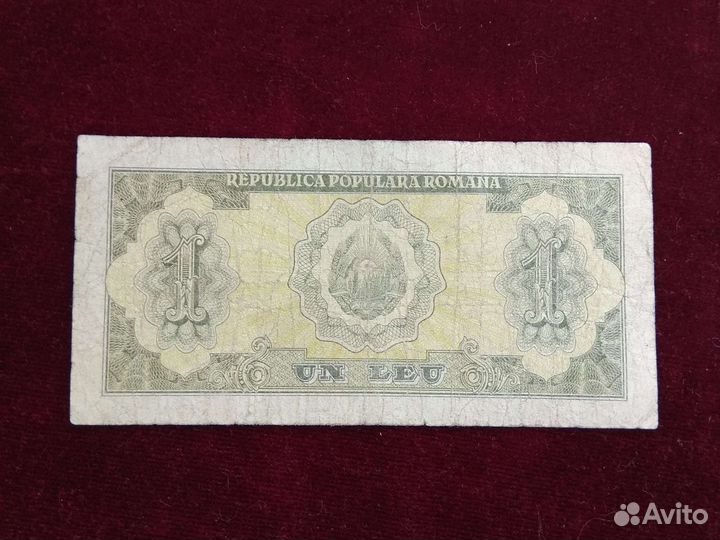 REPUBLICA POPULARA ROMANA
1 1
UN LEU
Avito